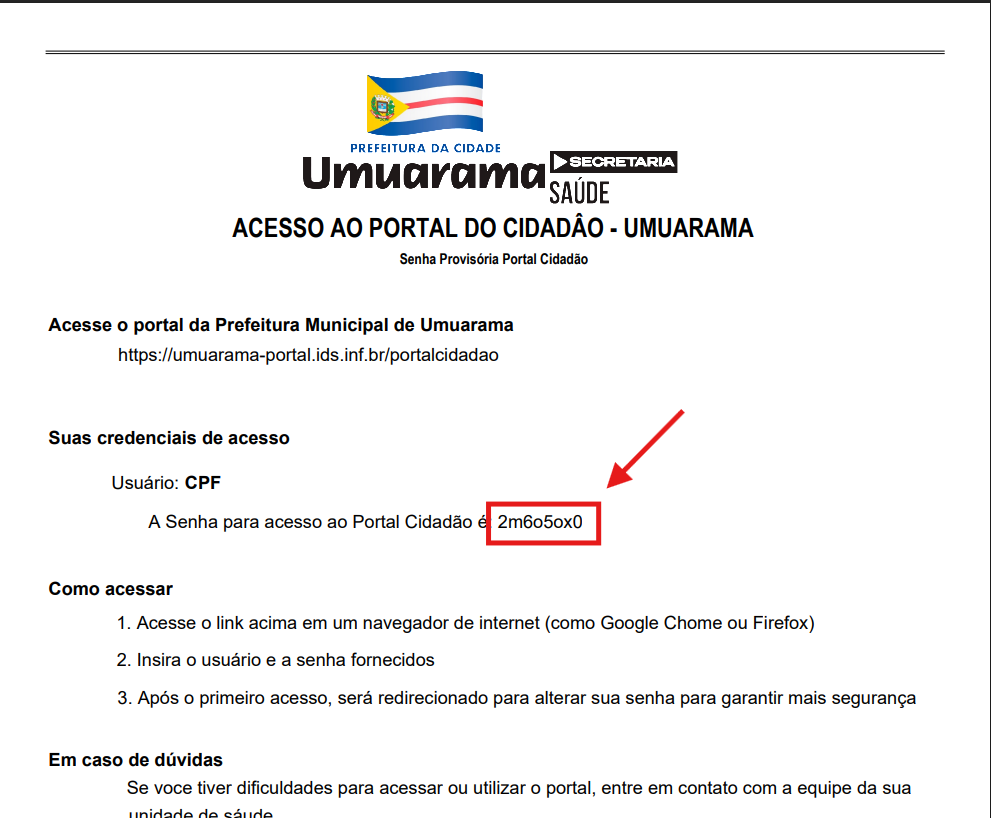 PREFEITURA DA CIDADE
Umuarama
SECRETARIA
SAÚDE
ACESSO AO PORTAL DO CIDADÂO - UMUARAMA
Senha Provisória Portal Cidadão
Acesse o portal da Prefeitura Municipal de Umuarama
https://umuarama-portal.ids.inf.br/portalcidadao
Suas credenciais de acesso
Usuário: CPF
A Senha para acesso ao Portal Cidadão é 2m6o5ox0
Como acessar
1. Acesse o link acima em um navegador de internet (como Google Chome ou Firefox)
2. Insira o usuário e a senha fornecidos
3. Após o primeiro acesso, será redirecionado para alterar sua senha para garantir mais segurança
Em caso de dúvidas
Se voce tiver dificuldades para acessar ou utilizar o portal, entre em contato com a equipe da sua
unidade de sáude